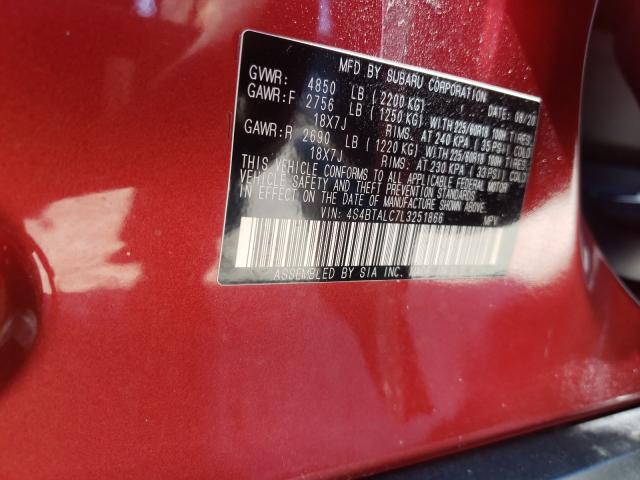 MFD BY SUBARU CORPORATION DATE: 08/20
GVWR: 4850 LB (2200 KG)
GAWR:F 2756 LB (1250 KG) WITH 225/60R18 100H TIRES
18X7J RIMS. AT 240 KPA (35 PSI) COLD
GAWR:R 2690 LB (1220 KG) WITH 225/60R18 100H TIRES
18X7J RIMS. AT 230 KPA (33 PSI) COLD
THIS VEHICLE CONFORMS TO ALL APPLICABLE FEDERAL MOTOR
VEHICLE SAFETY AND THEFT PREVENTION STANDARDS IN EFFECT ON THE
DATE OF MANUFACTURE SHOWN ABOVE.
VIN: 4S4BTALC7L3251866 MPV
ASSEMBLED BY SIA INC.